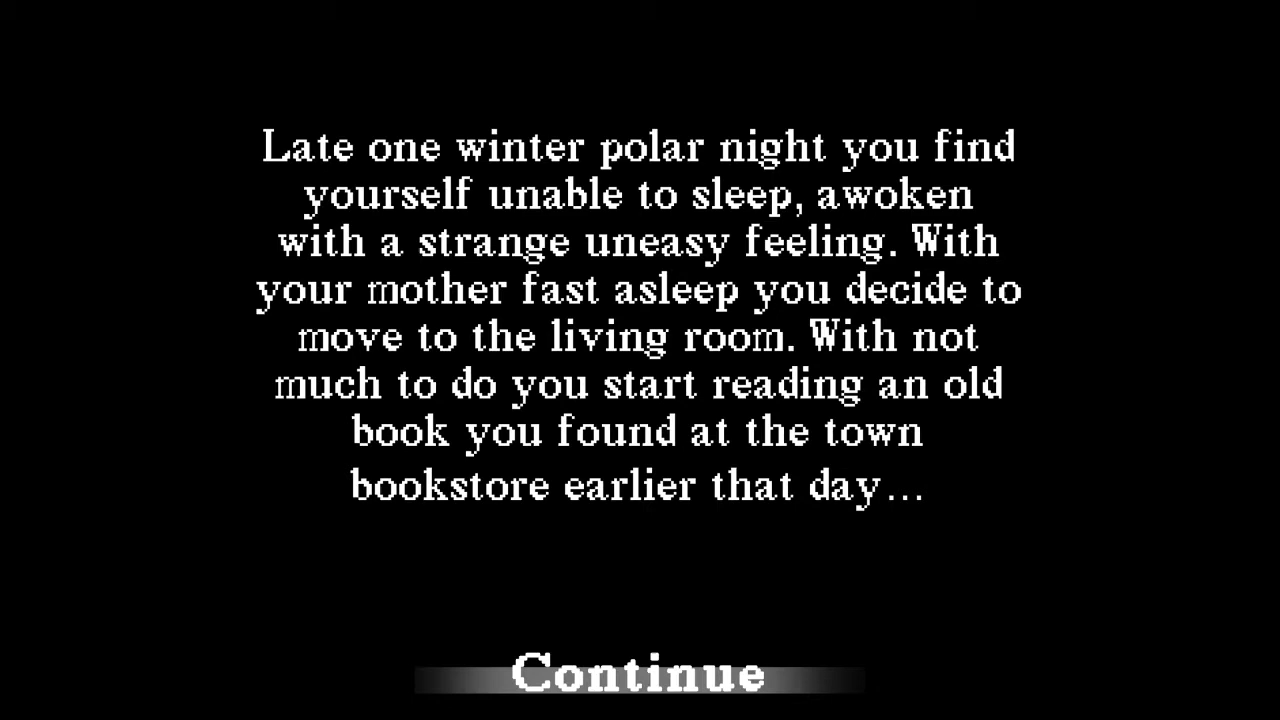 Late one winter polar night you find
yourself unable to sleep, awoken
with a strange uneasy feeling. With
your mother fast asleep you decide to
move to the living room. With not
much to do you start reading an old
book you found at the town
bookstore earlier that day...
Continue